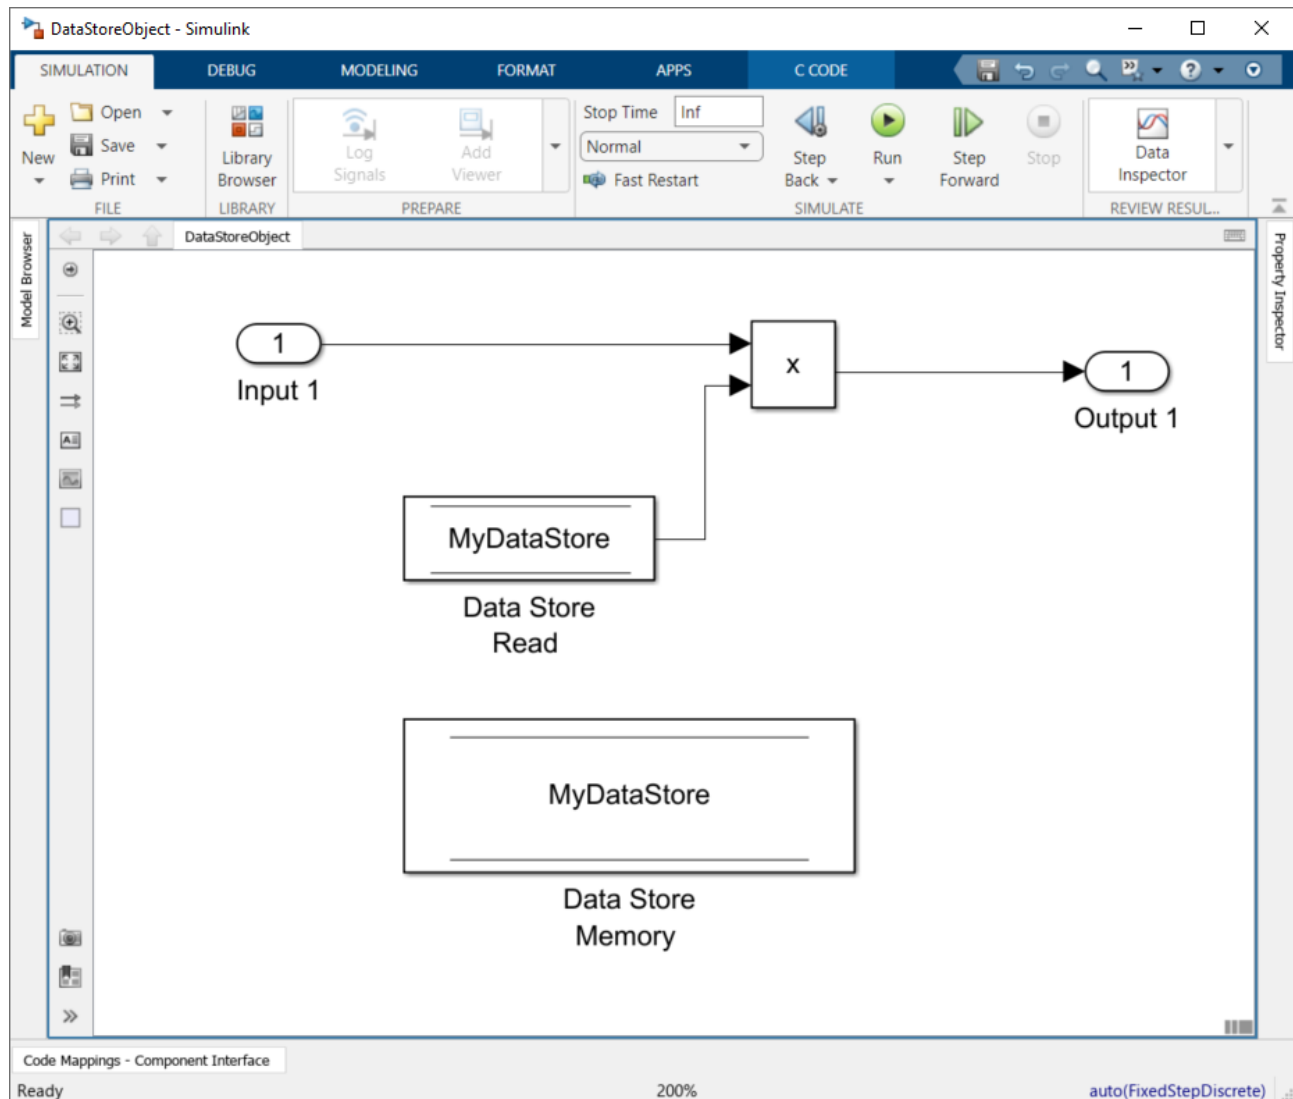 DataStoreObject - Simulink
SIMULATION DEBUG MODELING FORMAT APPS C CODE
New
Open
Save
Print
FILE
Library
Browser
LIBRARY
Log
Signals
Add
Viewer
PREPARE
Stop Time Inf
Normal
Fast Restart
Step
Back
Run
Step
Forward
Stop
SIMULATE
Data
Inspector
REVIEW RESUL...
Model Browser
DataStoreObject
Property Inspector
1
Input 1
x
1
Output 1
MyDataStore
Data Store
Read
MyDataStore
Data Store
Memory
Code Mappings - Component Interface
Ready 200% auto(FixedStepDiscrete)